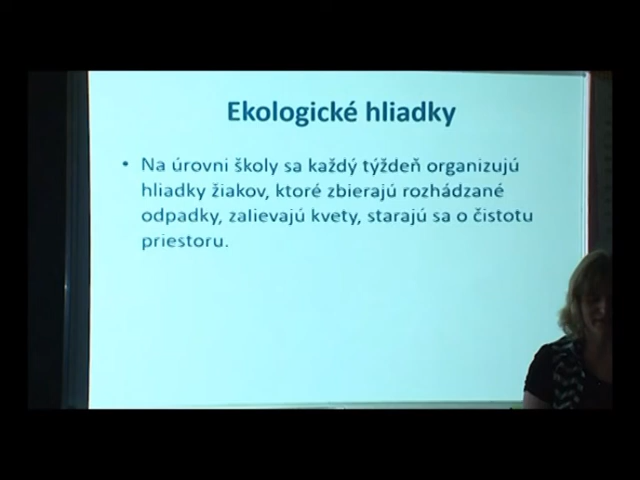 Ekologické hliadky
• Na úrovni školy sa každý týždeň organizujú
hliadky žiakov, ktoré zbierajú rozhádzané
odpadky, zalievajú kvety, starajú sa o čistotu
priestoru.